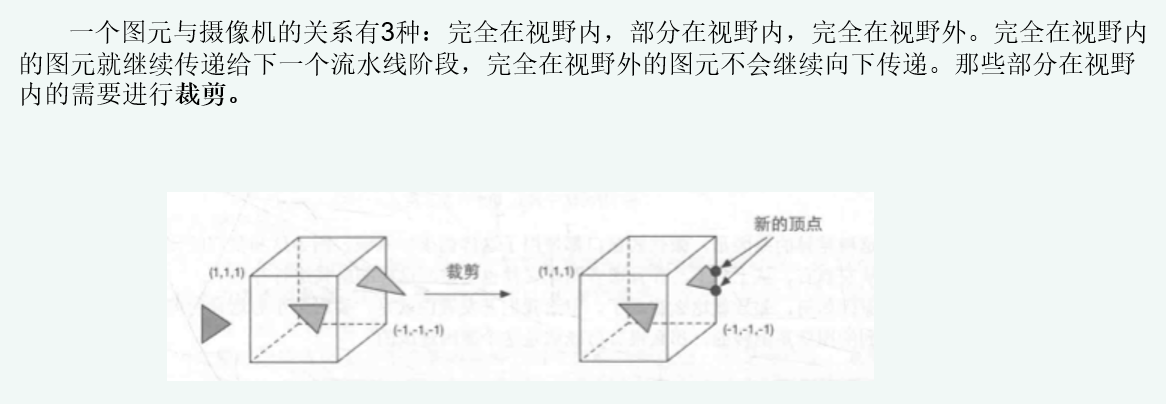 一个图元与摄像机的关系有3种：完全在视野内，部分在视野内，完全在视野外。完全在视野内
的图元就继续传递给下一个流水线阶段，完全在视野外的图元不会继续向下传递。那些部分在视野
内的需要进行裁剪。
新的顶点
(1,1,1)
裁剪
(1,1,1)
(-1,-1,-1)
(-1,-1,-1)